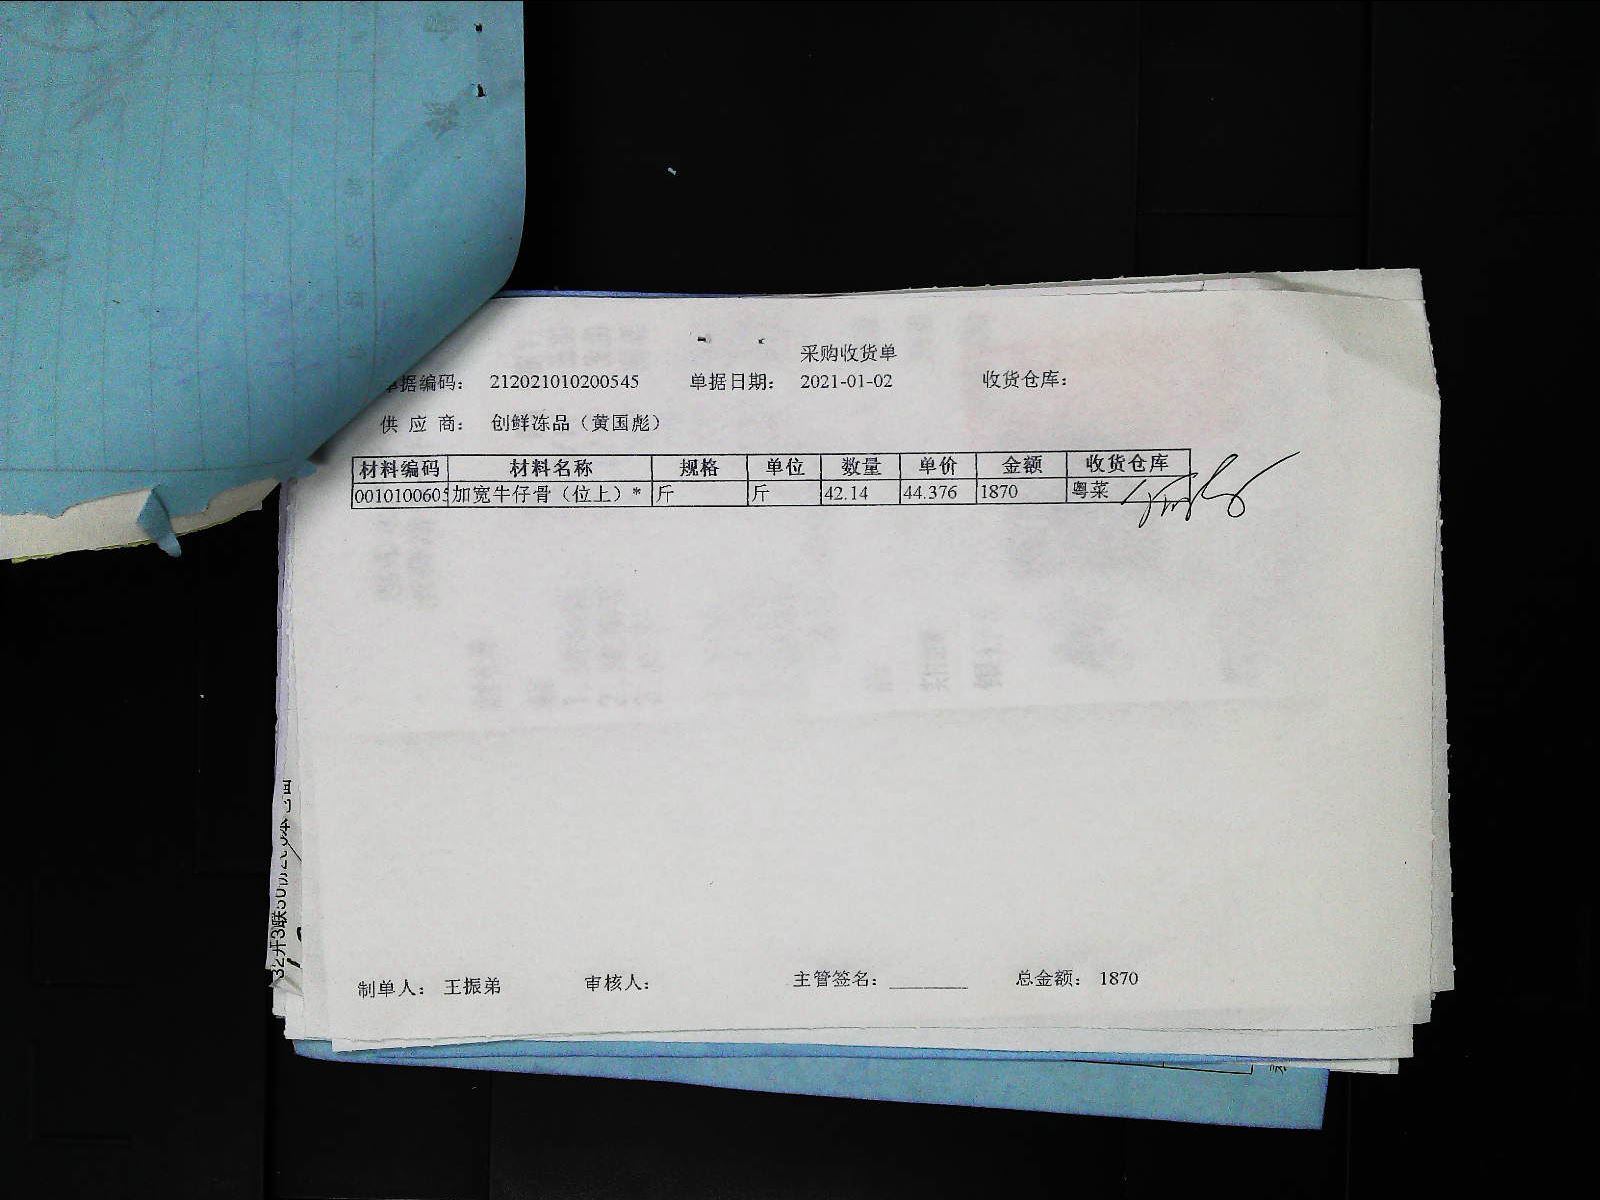 采购收货单
单据编码: 212021010200545 单据日期: 2021-01-02 收货仓库:
供 应 商: 创鲜冻品（黄国彪）
材料编码 材料名称 规格 单位 数量 单价 金额 收货仓库
0010100605 加宽牛仔骨（位上）* 斤 斤 42.14 44.376 1870 粤菜
制单人: 王振弟 审核人: 主管签名: ________ 总金额: 1870